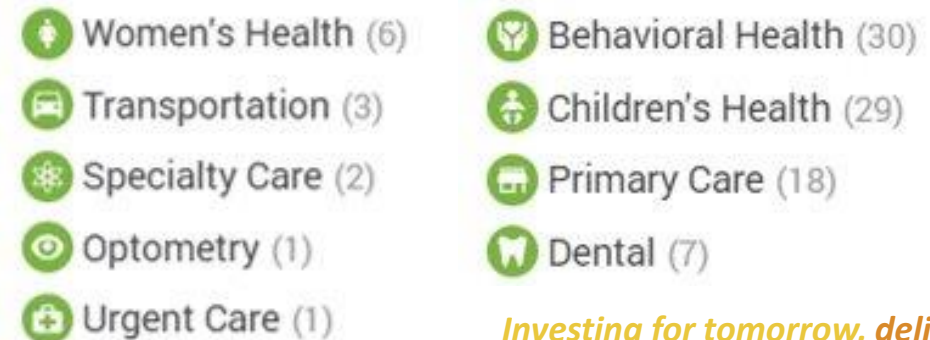 Women's Health (6)
Transportation (3)
Specialty Care (2)
Optometry (1)
Urgent Care (1)
Behavioral Health (30)
Children's Health (29)
Primary Care (18)
Dental (7)
Investing for tomorrow,